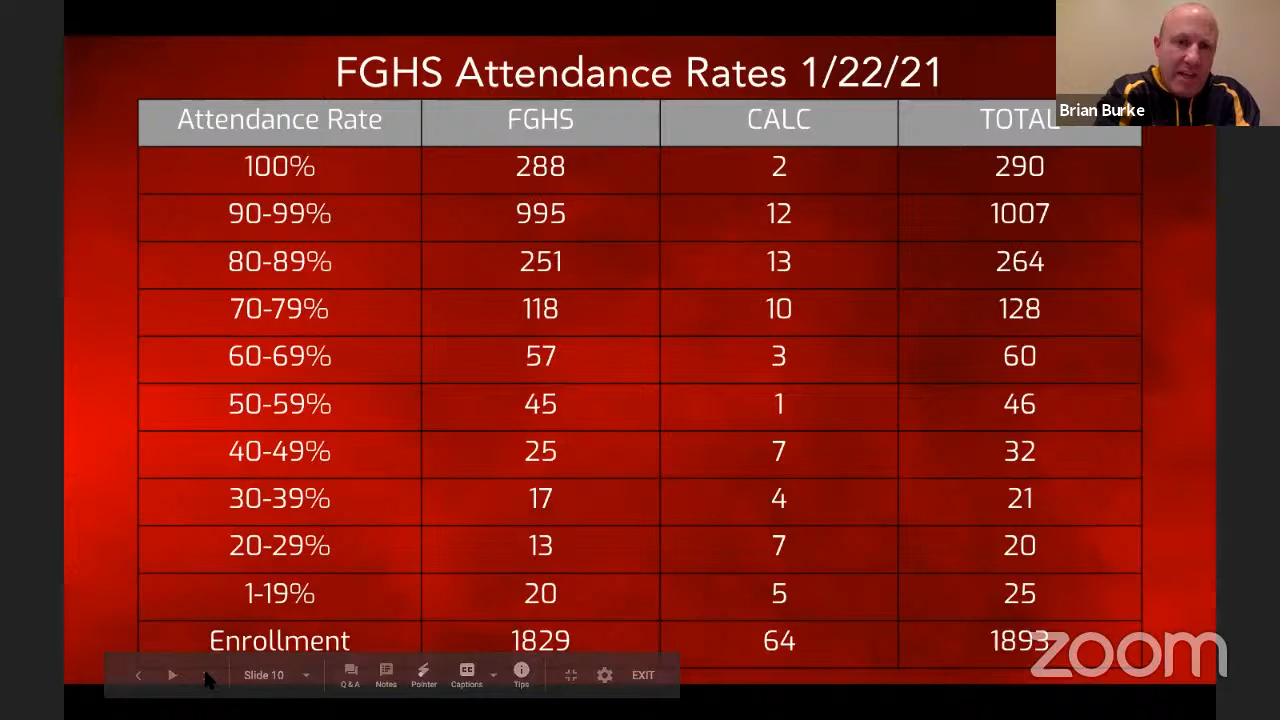 FGHS Attendance Rates 1/22/21
Brian Burke
Attendance Rate FGHS CALC TOTAL
100% 288 2 290
90-99% 995 12 1007
80-89% 251 13 264
70-79% 118 10 128
60-69% 57 3 60
50-59% 45 1 46
40-49% 25 7 32
30-39% 17 4 21
20-29% 13 7 20
1-19% 20 5 25
Enrollment 1829 64 1893
zoom
Slide 10 Q & A Notes Pointer CC Captions Tips EXIT